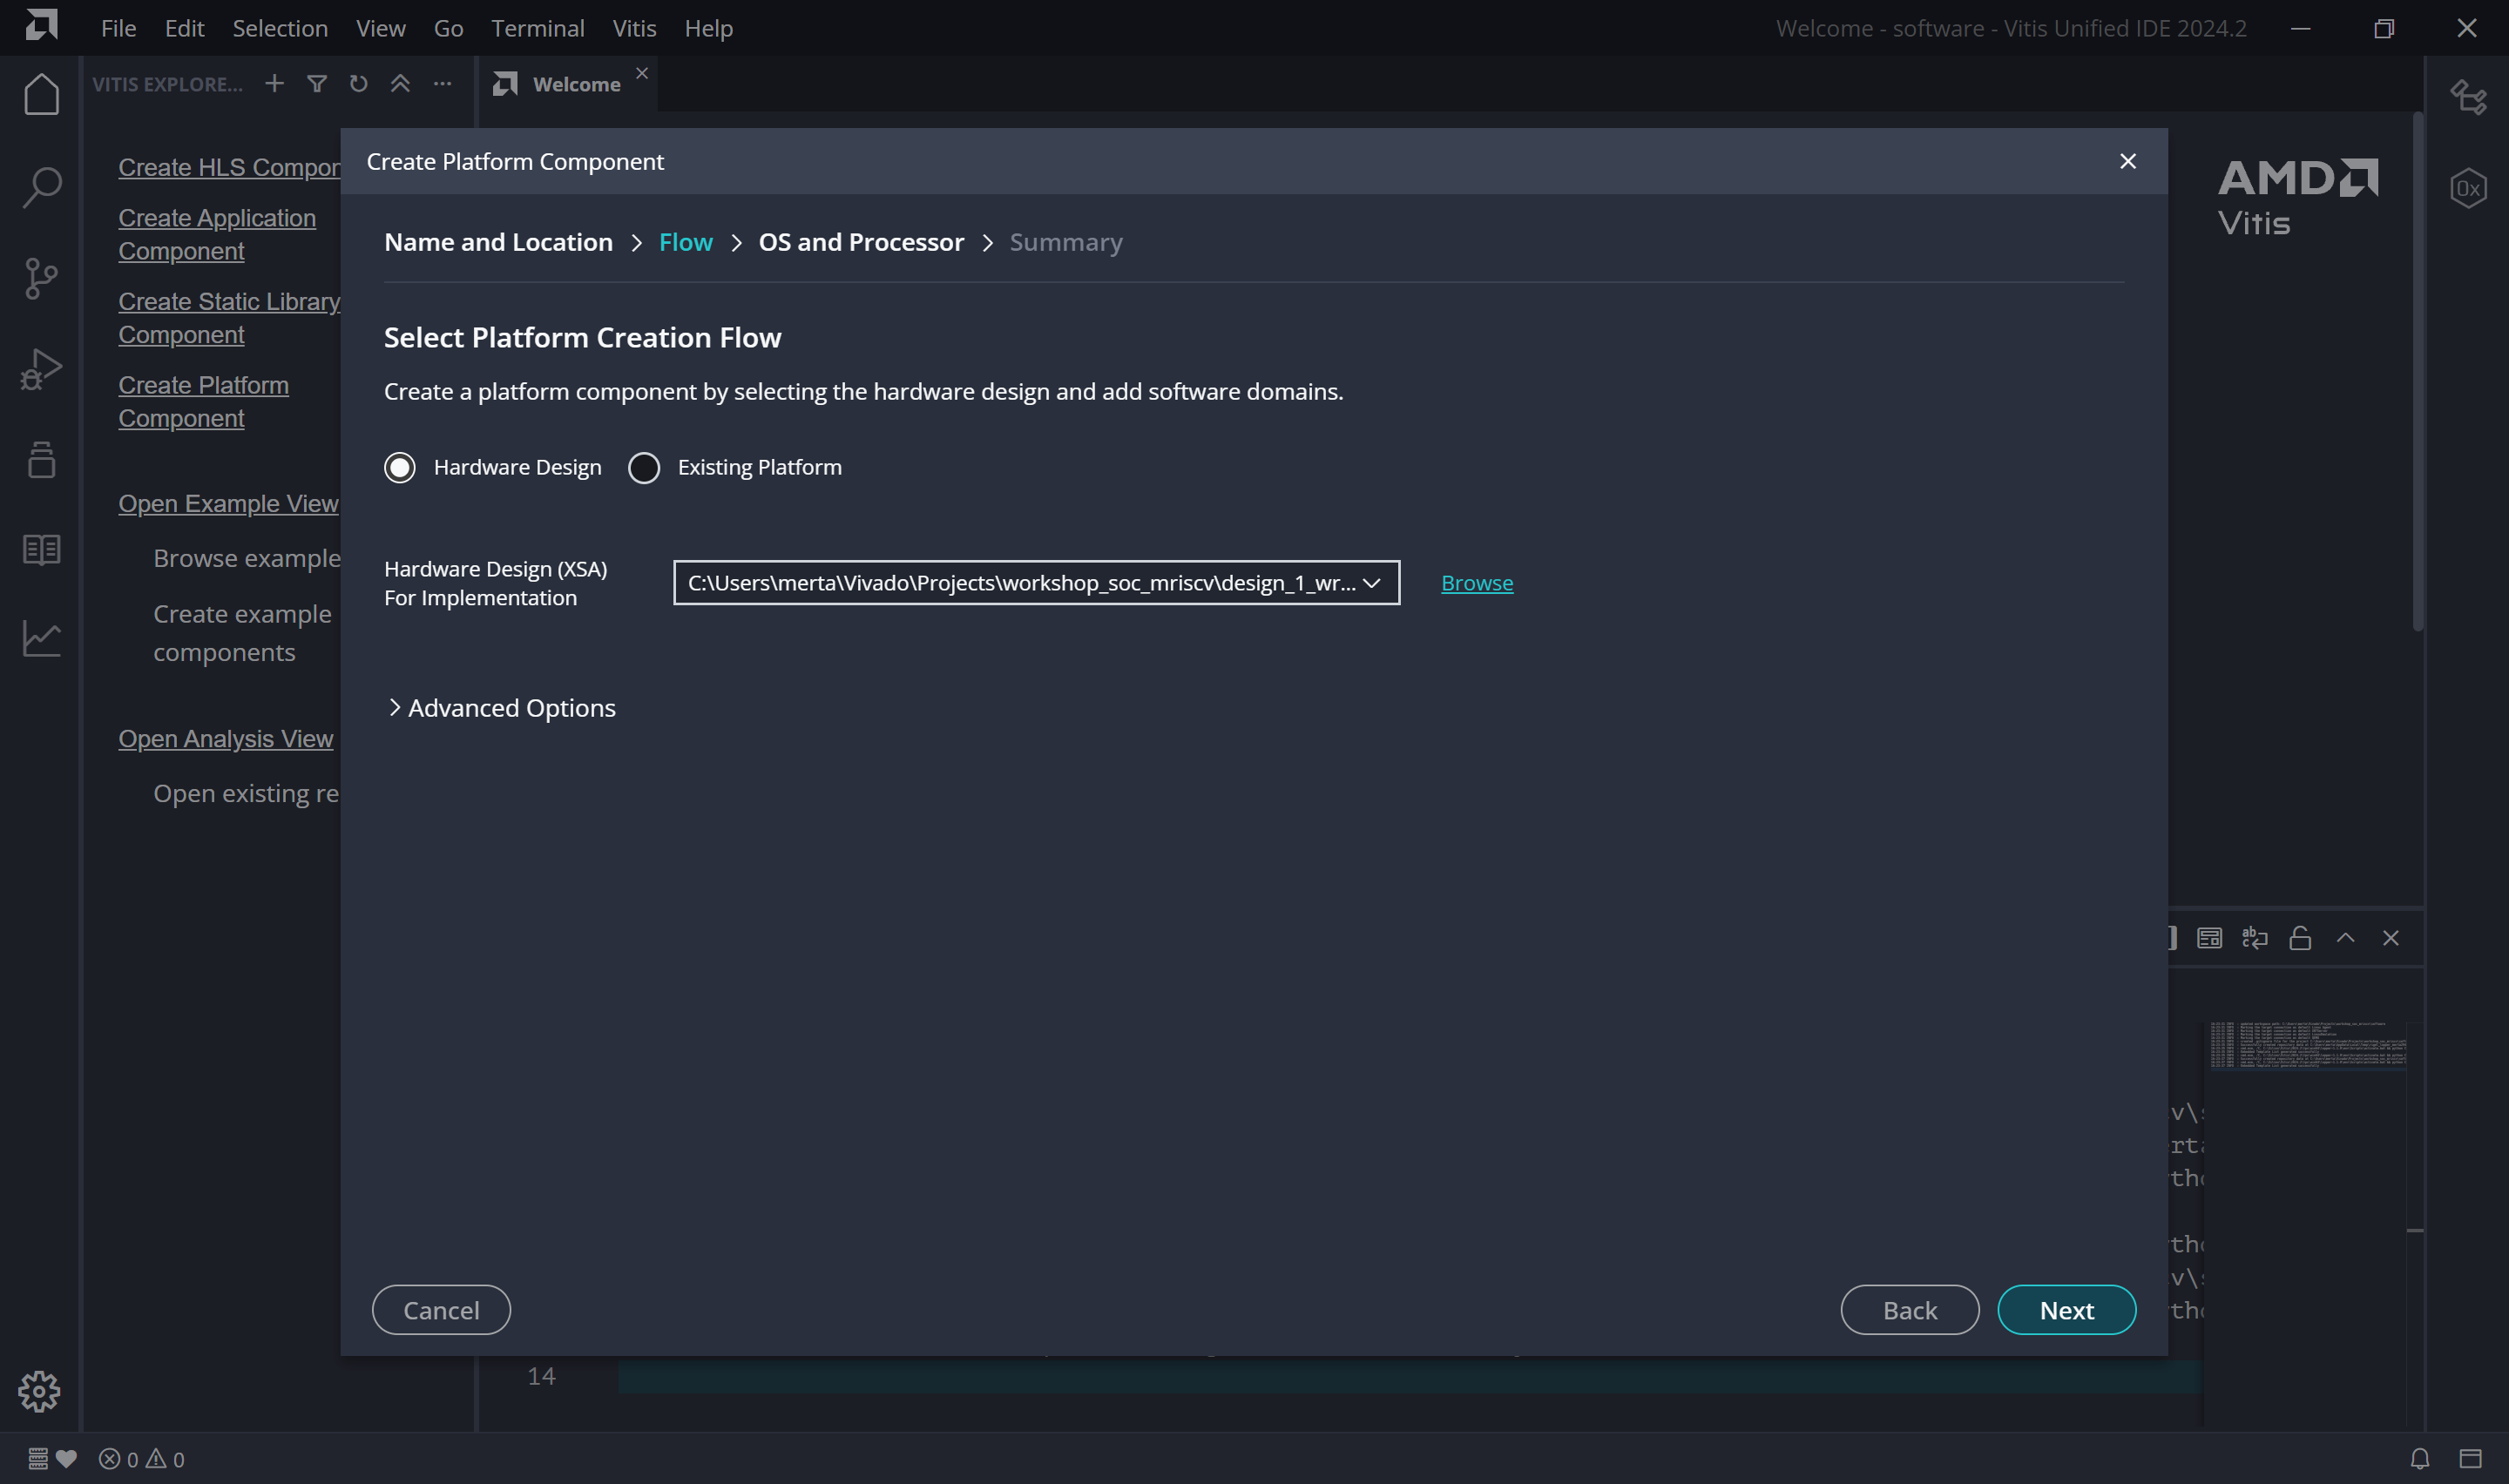 File Edit Selection View Go Terminal Vitis Help
Welcome - software - Vitis Unified IDE 2024.2
VITIS EXPLORE...
Welcome
Create HLS Compon
Create Application
Component
Create Static Library
Component
Create Platform
Component
Open Example View
Browse example
Create example
components
Open Analysis View
Open existing re
AMD
Vitis
0x
Create Platform Component
Name and Location > Flow > OS and Processor > Summary
Select Platform Creation Flow
Create a platform component by selecting the hardware design and add software domains.
Hardware Design Existing Platform
Hardware Design (XSA)
For Implementation
C:\Users\merta\Vivado\Projects\workshop_soc_mriscv\design_1_wr...
Browse
Advanced Options
Cancel
Back
Next
14
0 0